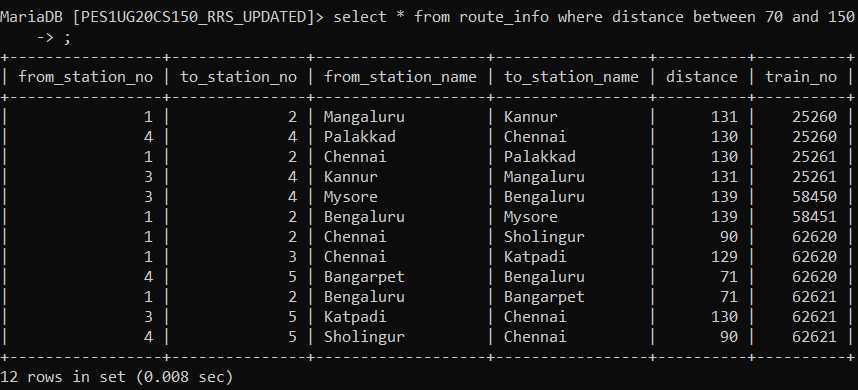 MariaDB [PES1UG20CS150_RRS_UPDATED]> select * from route_info where distance between 70 and 150
    -> ;
+-----------------+---------------+-------------------+-----------------+----------+----------+
| from_station_no | to_station_no | from_station_name | to_station_name | distance | train_no |
+-----------------+---------------+-------------------+-----------------+----------+----------+
|               1 |             2 | Mangaluru         | Kannur          |      131 |    25260 |
|               4 |             4 | Palakkad          | Chennai         |      130 |    25260 |
|               1 |             2 | Chennai           | Palakkad        |      130 |    25261 |
|               3 |             4 | Kannur            | Mangaluru       |      131 |    25261 |
|               3 |             4 | Mysore            | Bengaluru       |      139 |    58450 |
|               1 |             2 | Bengaluru         | Mysore          |      139 |    58451 |
|               1 |             2 | Chennai           | Sholingur       |       90 |    62620 |
|               1 |             3 | Chennai           | Katpadi         |      129 |    62620 |
|               4 |             5 | Bangarpet         | Bengaluru       |       71 |    62620 |
|               1 |             2 | Bengaluru         | Bangarpet       |       71 |    62621 |
|               3 |             5 | Katpadi           | Chennai         |      130 |    62621 |
|               4 |             5 | Sholingur         | Chennai         |       90 |    62621 |
+-----------------+---------------+-------------------+-----------------+----------+----------+
12 rows in set (0.008 sec)